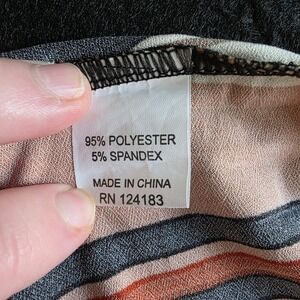 95% POLYESTER
5% SPANDEX
MADE IN CHINA
RN 124183